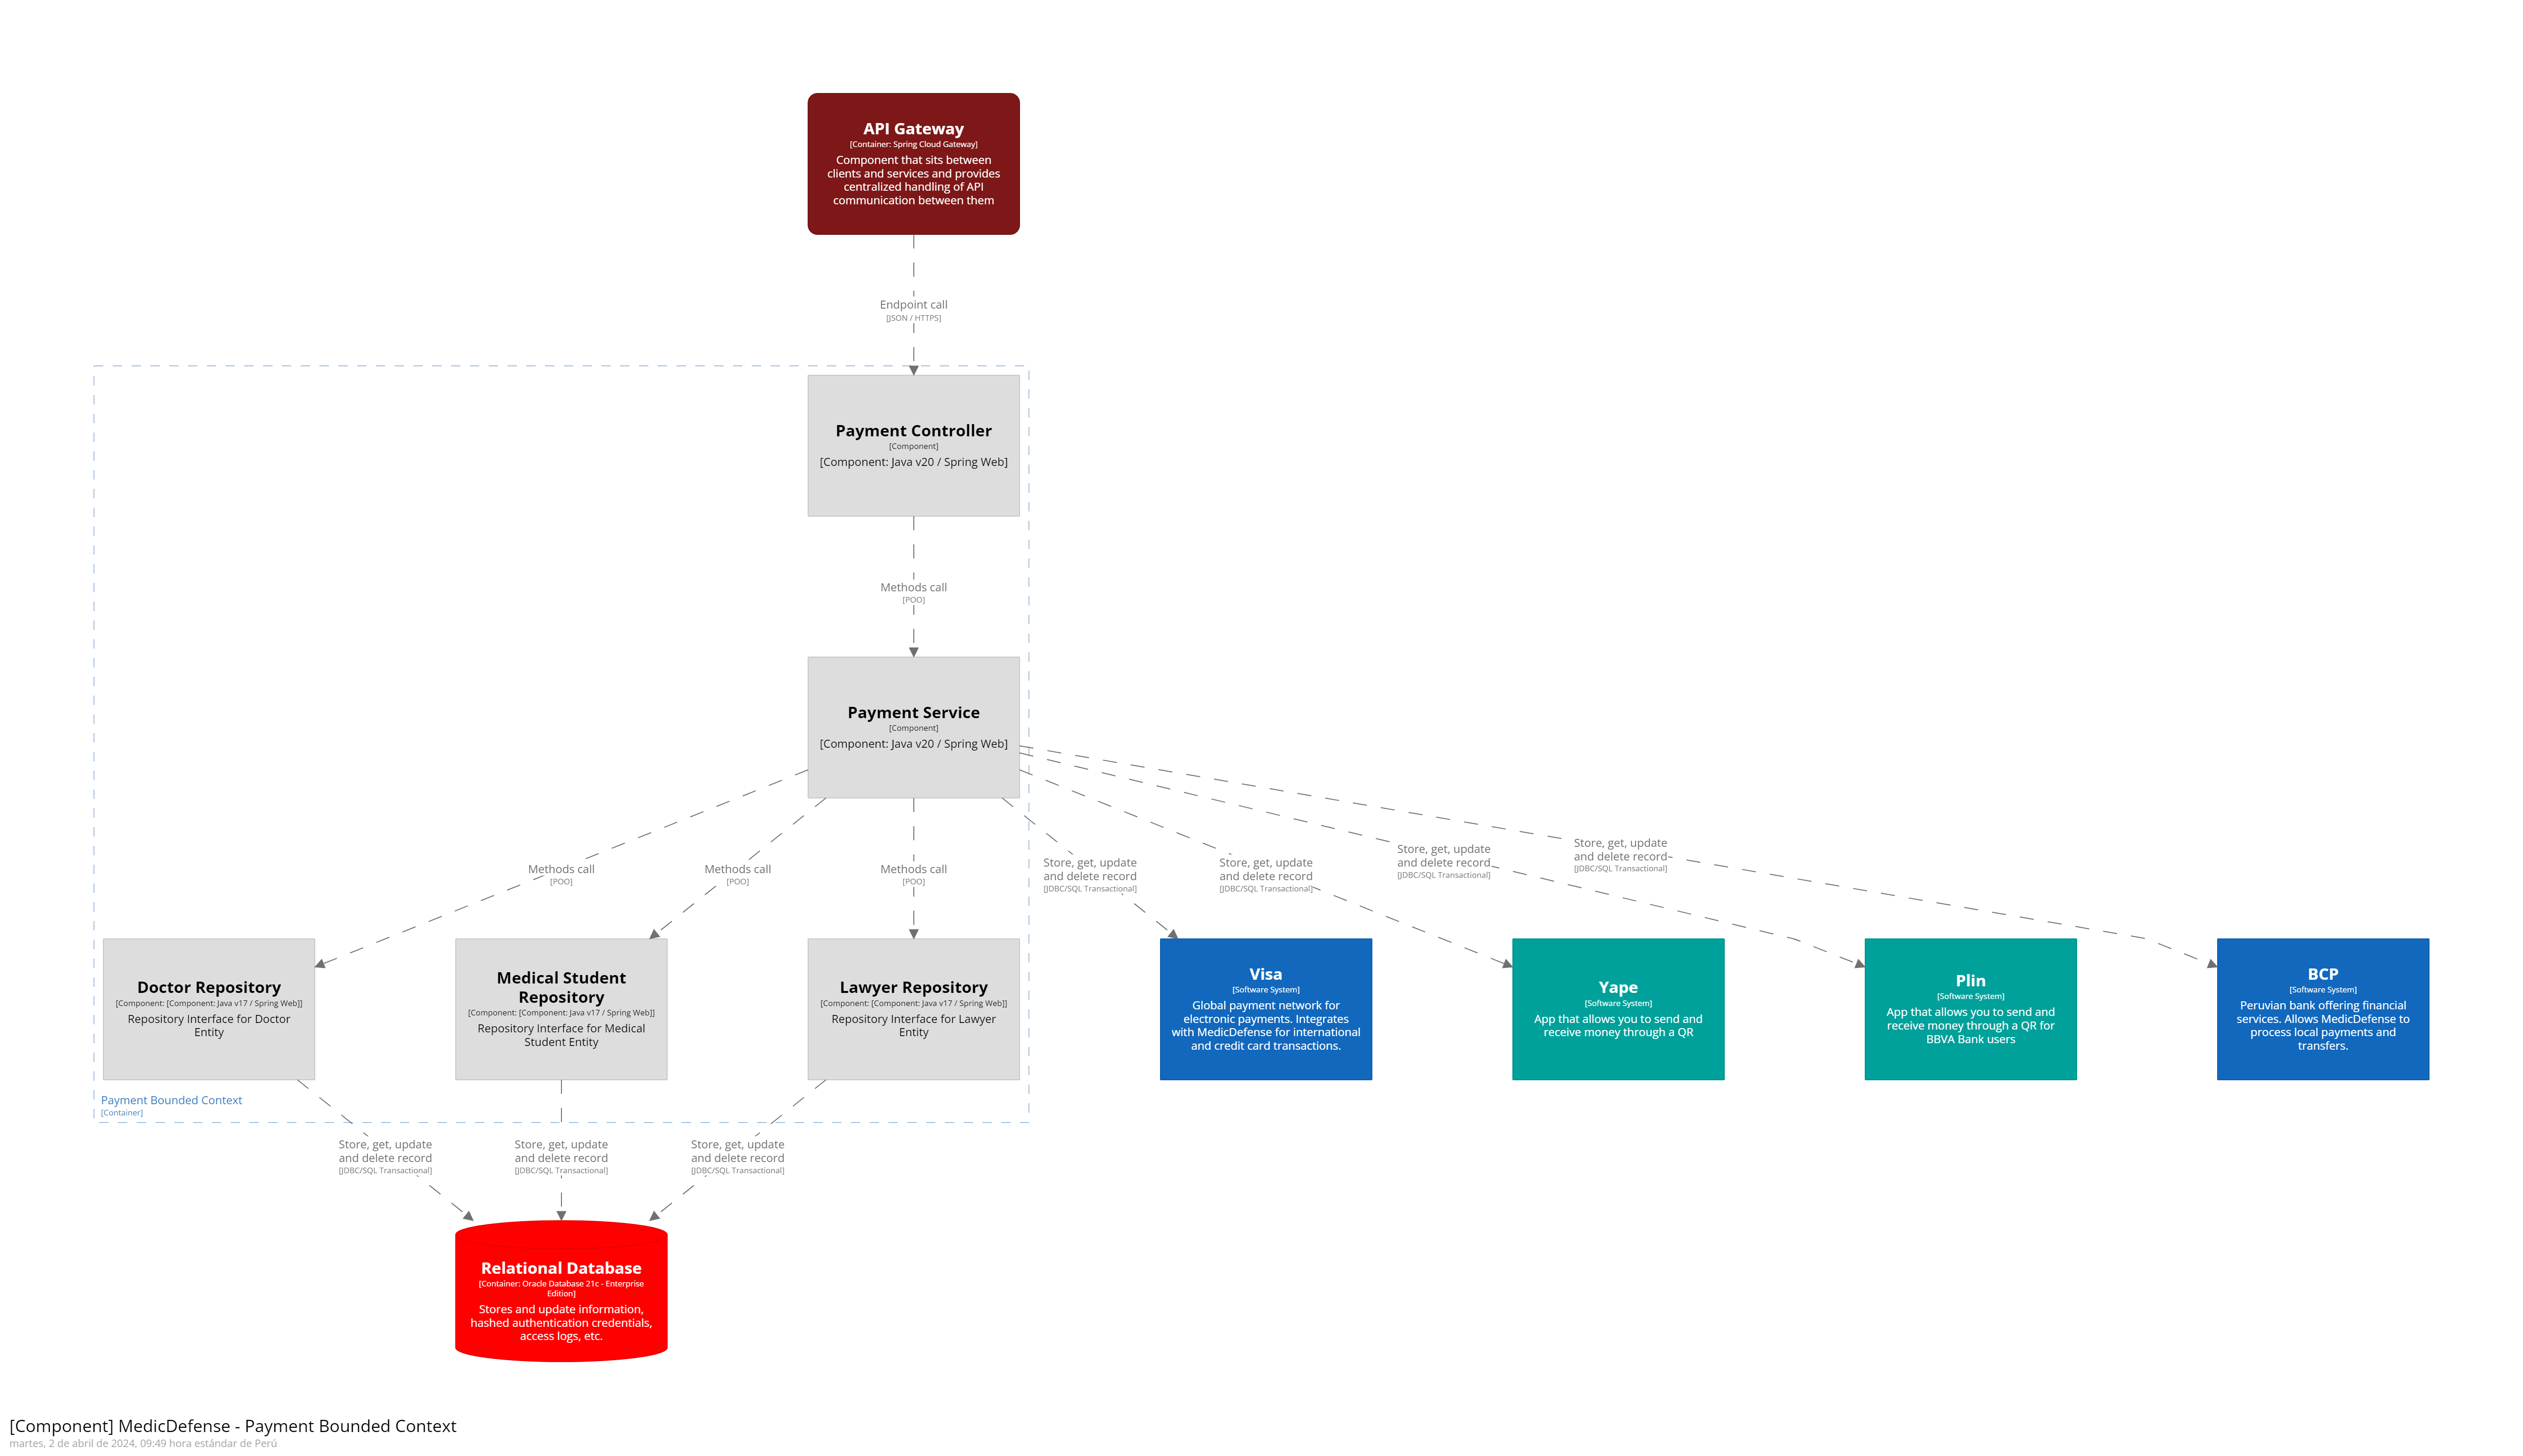 API Gateway
[Container: Spring Cloud Gateway]
Component that sits between
clients and services and provides
centralized handling of API
communication between them
Endpoint call
[JSON / HTTPS]
Payment Controller
[Component]
[Component: Java v20 / Spring Web]
Methods call
[POO]
Payment Service
[Component]
[Component: Java v20 / Spring Web]
Methods call
[POO]
Methods call
[POO]
Methods call
[POO]
Store, get, update
and delete record
[JDBC/SQL Transactional]
Store, get, update
and delete record
[JDBC/SQL Transactional]
Store, get, update
and delete record
[JDBC/SQL Transactional]
Store, get, update
and delete record
[JDBC/SQL Transactional]
Doctor Repository
[Component: [Component: Java v17 / Spring Web]]
Repository Interface for Doctor
Entity
Medical Student
Repository
[Component: [Component: Java v17 / Spring Web]]
Repository Interface for Medical
Student Entity
Lawyer Repository
[Component: [Component: Java v17 / Spring Web]]
Repository Interface for Lawyer
Entity
Visa
[Software System]
Global payment network for
electronic payments. Integrates
with MedicDefense for international
and credit card transactions.
Yape
[Software System]
App that allows you to send and
receive money through a QR
Plin
[Software System]
App that allows you to send and
receive money through a QR for
BBVA Bank users
BCP
[Software System]
Peruvian bank offering financial
services. Allows MedicDefense to
process local payments and
transfers.
Payment Bounded Context
[Container]
Store, get, update
and delete record
[JDBC/SQL Transactional]
Store, get, update
and delete record
[JDBC/SQL Transactional]
Store, get, update
and delete record
[JDBC/SQL Transactional]
Relational Database
[Container: Oracle Database 21c - Enterprise
Edition]
Stores and update information,
hashed authentication credentials,
access logs, etc.
[Component] MedicDefense - Payment Bounded Context
martes, 2 de abril de 2024, 09:49 hora estándar de Perú